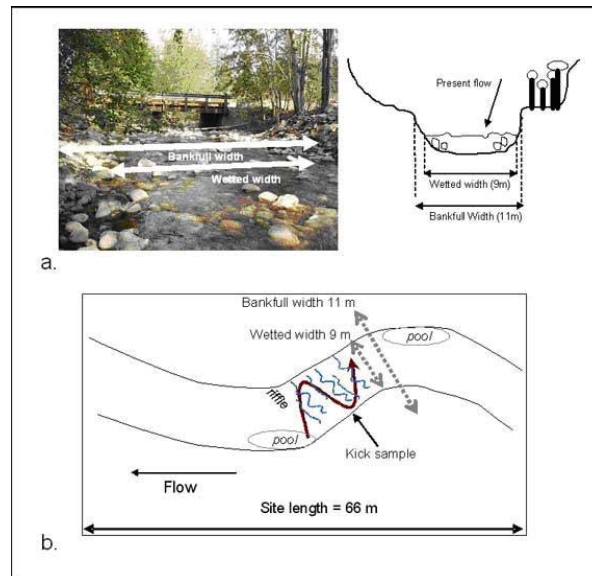 Bankfull width
Wetted width
Present flow
Wetted width (9m)
Bankfull Width (11m)
a.
Bankfull width 11 m
Wetted width 9 m
pool
riffle
pool
Kick sample
Flow
Site length = 66 m
b.